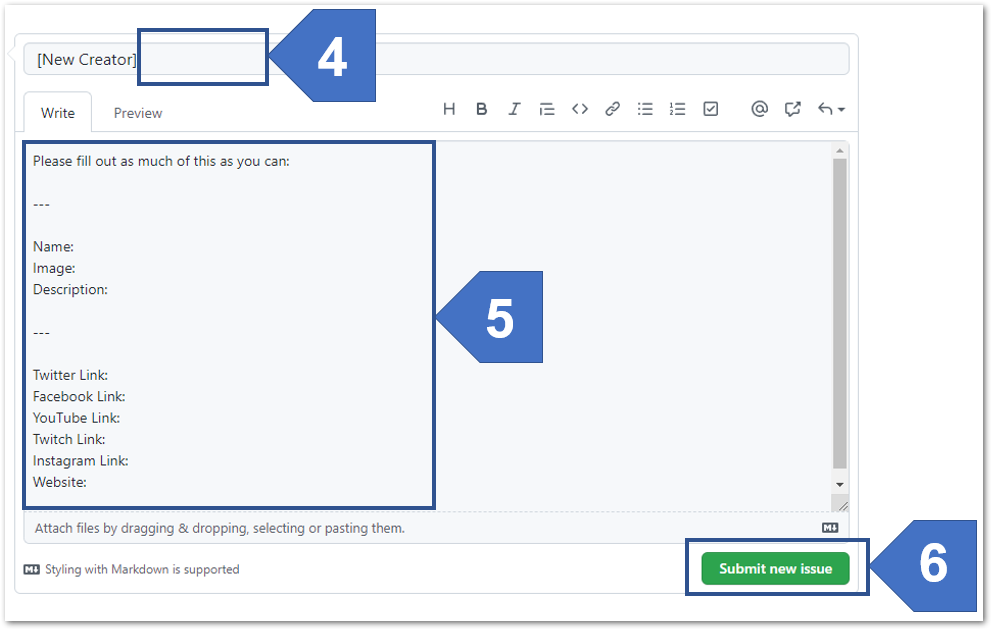 [New Creator]
4
Write Preview H B I @
Please fill out as much of this as you can:
---
Name:
Image:
Description:
5
---
Twitter Link:
Facebook Link:
YouTube Link:
Twitch Link:
Instagram Link:
Website:
Attach files by dragging & dropping, selecting or pasting them.
Styling with Markdown is supported
Submit new issue
6